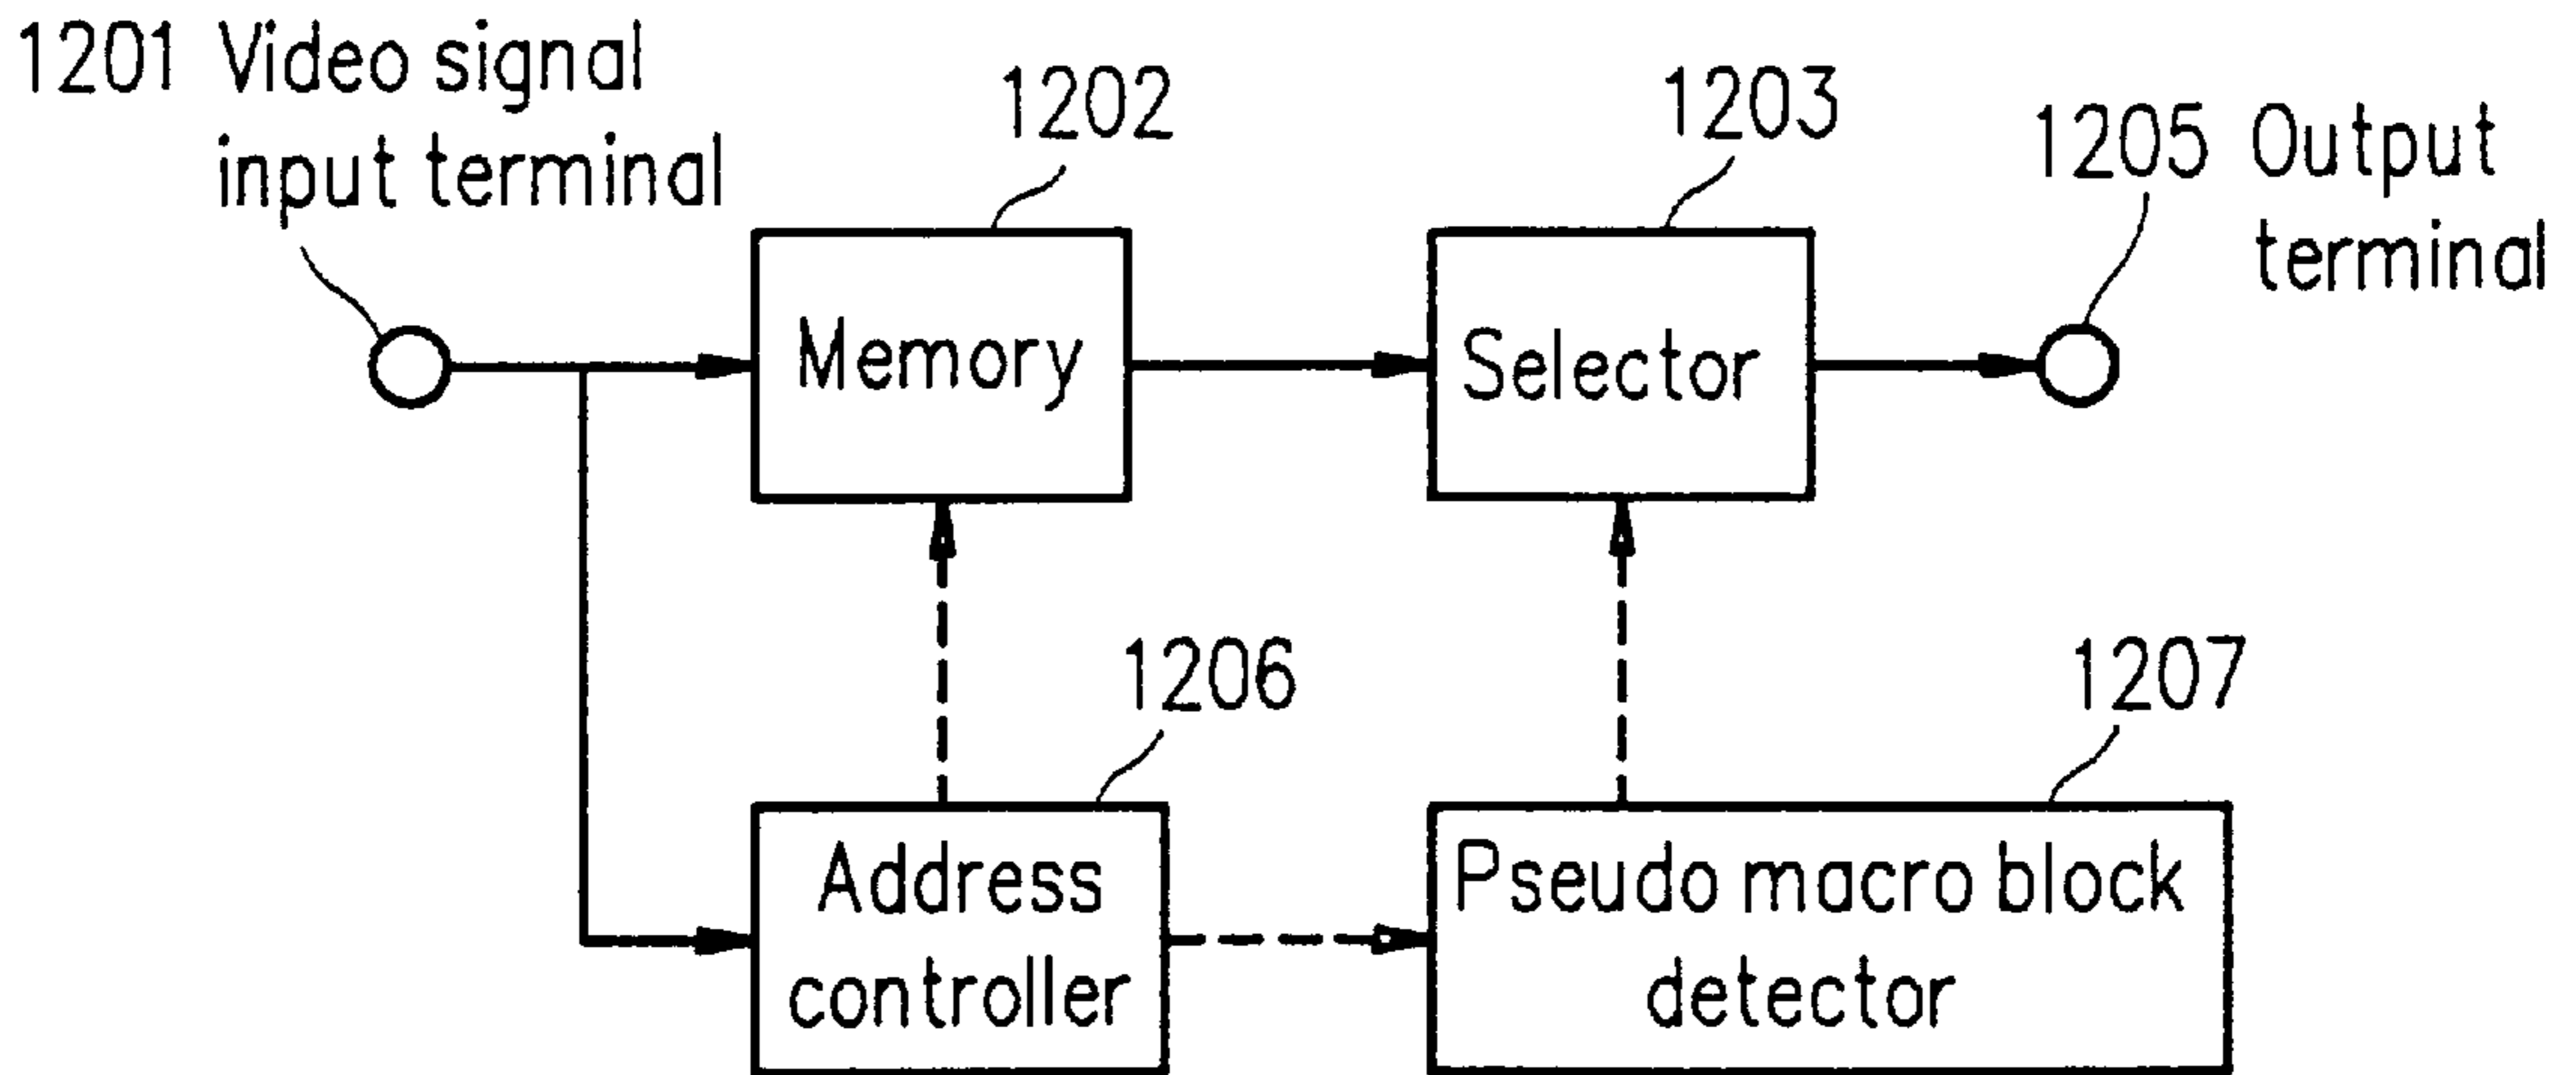 1201 Video signal
input terminal
1202
1203
1205 Output
terminal
Memory
Selector
1206
1207
Address
controller
Pseudo macro block
detector